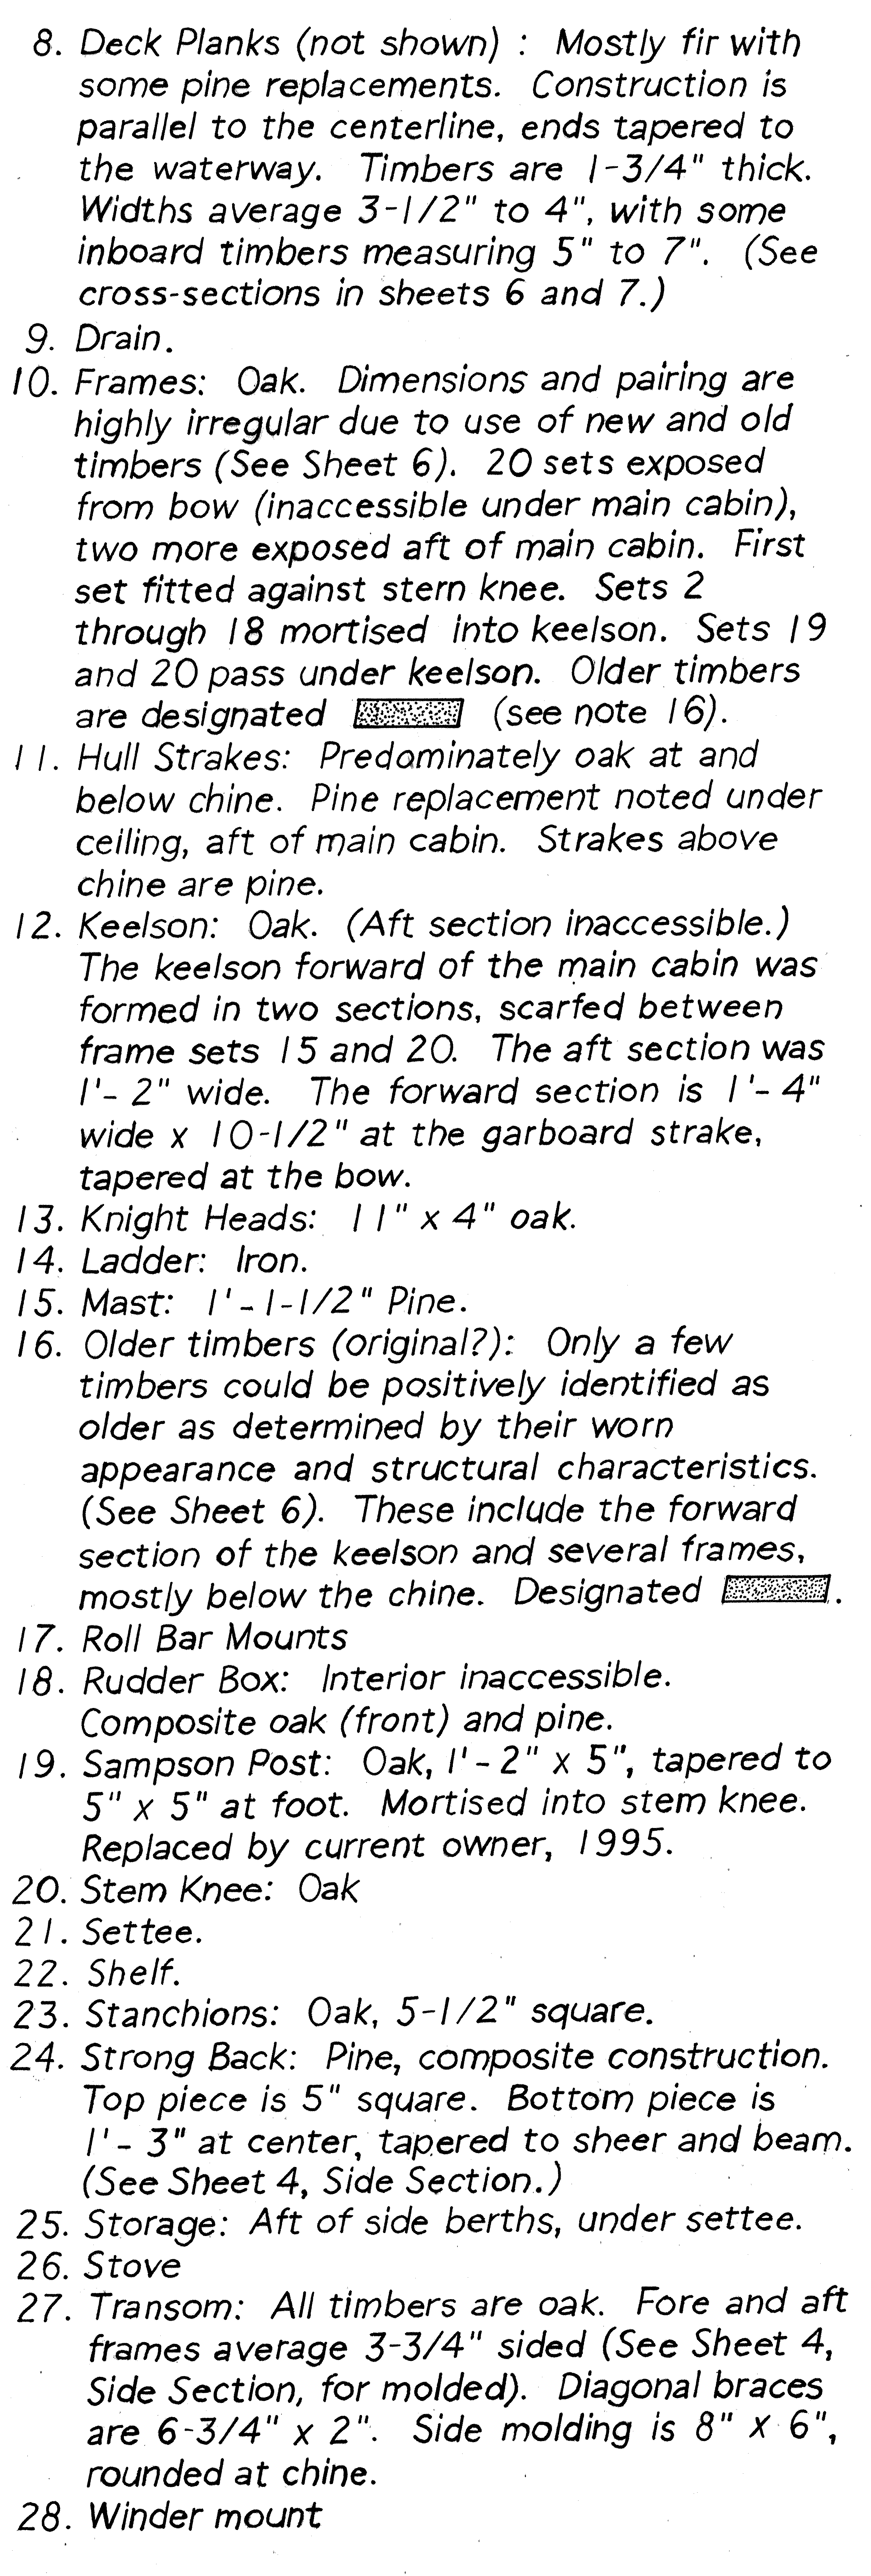 8. Deck Planks (not shown) : Mostly fir with
some pine replacements. Construction is
parallel to the centerline, ends tapered to
the waterway. Timbers are 1-3/4" thick.
Widths average 3-1/2" to 4", with some
inboard timbers measuring 5" to 7". (See
cross-sections in sheets 6 and 7.)
9. Drain.
10. Frames: Oak. Dimensions and pairing are
highly irregular due to use of new and old
timbers (See Sheet 6). 20 sets exposed
from bow (inaccessible under main cabin),
two more exposed aft of main cabin. First
set fitted against stern knee. Sets 2
through 18 mortised into keelson. Sets 19
and 20 pass under keelson. Older timbers
are designated (see note 16).
11. Hull Strakes: Predominately oak at and
below chine. Pine replacement noted under
ceiling, aft of main cabin. Strakes above
chine are pine.
12. Keelson: Oak. (Aft section inaccessible.)
The keelson forward of the main cabin was
formed in two sections, scarfed between
frame sets 15 and 20. The aft section was
1'- 2" wide. The forward section is 1'- 4"
wide x 10-1/2" at the garboard strake,
tapered at the bow.
13. Knight Heads: 11" x 4" oak.
14. Ladder: Iron.
15. Mast: 1'-1-1/2" Pine.
16. Older timbers (original?): Only a few
timbers could be positively identified as
older as determined by their worn
appearance and structural characteristics.
(See Sheet 6). These include the forward
section of the keelson and several frames,
mostly below the chine. Designated .
17. Roll Bar Mounts
18. Rudder Box: Interior inaccessible.
Composite oak (front) and pine.
19. Sampson Post: Oak, 1'- 2" x 5", tapered to
5" x 5" at foot. Mortised into stem knee.
Replaced by current owner, 1995.
20. Stem Knee: Oak
21. Settee.
22. Shelf.
23. Stanchions: Oak, 5-1/2" square.
24. Strong Back: Pine, composite construction.
Top piece is 5" square. Bottom piece is
1'- 3" at center, tapered to sheer and beam.
(See Sheet 4, Side Section.)
25. Storage: Aft of side berths, under settee.
26. Stove
27. Transom: All timbers are oak. Fore and aft
frames average 3-3/4" sided (See Sheet 4,
Side Section, for molded). Diagonal braces
are 6-3/4" x 2". Side molding is 8" x 6",
rounded at chine.
28. Winder mount